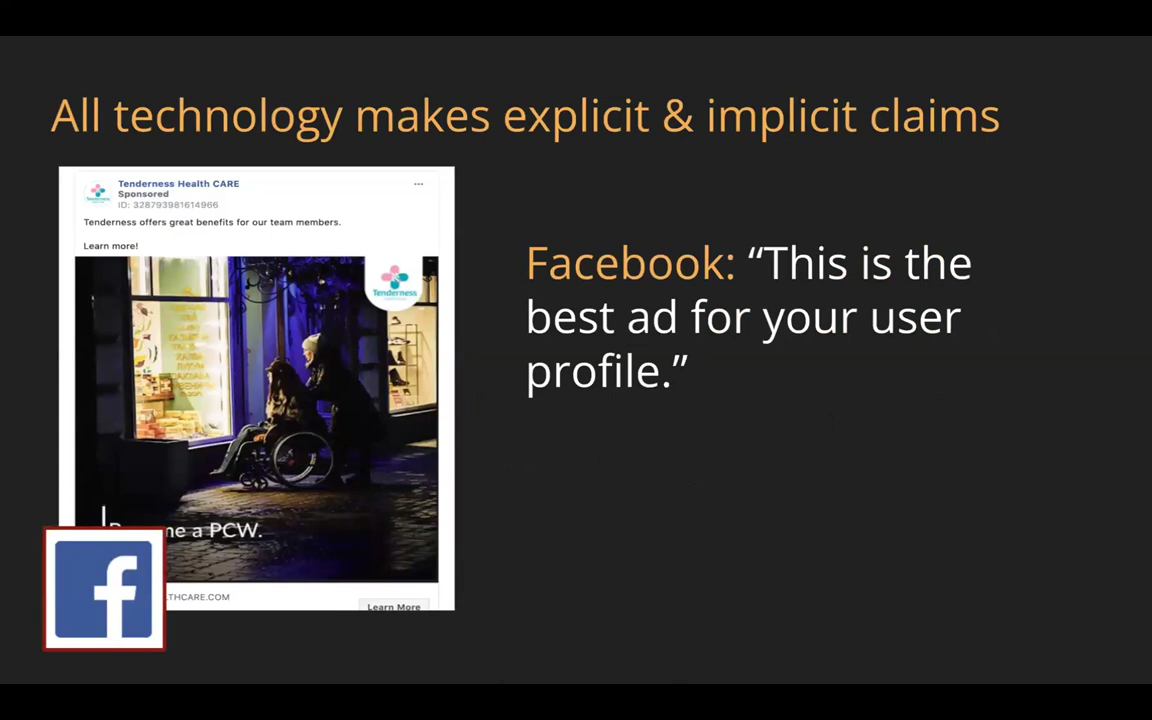 All technology makes explicit & implicit claims
Tenderness Health CARE
Sponsored
ID: 328793981614966
Tenderness offers great benefits for our team members.
Learn more!
Tenderness
me a PCW.
THCARE.COM
Learn More
Facebook: “This is the
best ad for your user
profile.”
f